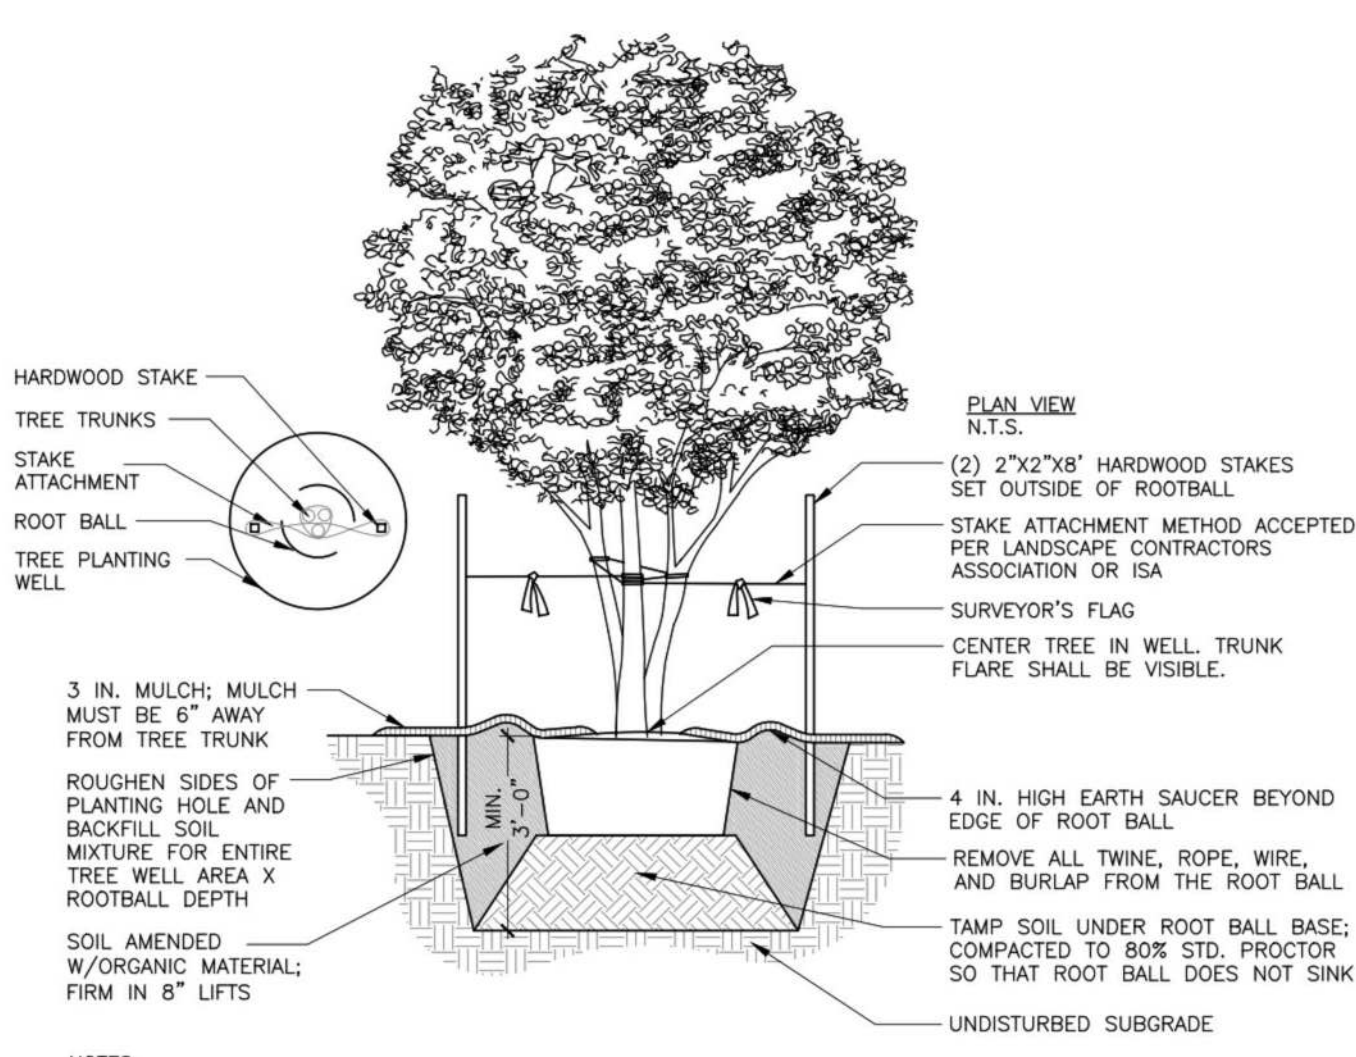 HARDWOOD STAKE
TREE TRUNKS
STAKE
ATTACHMENT
ROOT BALL
TREE PLANTING
WELL
3 IN. MULCH; MULCH
MUST BE 6" AWAY
FROM TREE TRUNK
ROUGHEN SIDES OF
PLANTING HOLE AND
BACKFILL SOIL
MIXTURE FOR ENTIRE
TREE WELL AREA X
ROOTBALL DEPTH
SOIL AMENDED
W/ORGANIC MATERIAL;
FIRM IN 8" LIFTS
MIN.
3'-0"
PLAN VIEW
N.T.S.
(2) 2"X2"X8' HARDWOOD STAKES
SET OUTSIDE OF ROOTBALL
STAKE ATTACHMENT METHOD ACCEPTED
PER LANDSCAPE CONTRACTORS
ASSOCIATION OR ISA
SURVEYOR'S FLAG
CENTER TREE IN WELL. TRUNK
FLARE SHALL BE VISIBLE.
4 IN. HIGH EARTH SAUCER BEYOND
EDGE OF ROOT BALL
REMOVE ALL TWINE, ROPE, WIRE,
AND BURLAP FROM THE ROOT BALL
TAMP SOIL UNDER ROOT BALL BASE;
COMPACTED TO 80% STD. PROCTOR
SO THAT ROOT BALL DOES NOT SINK
UNDISTURBED SUBGRADE